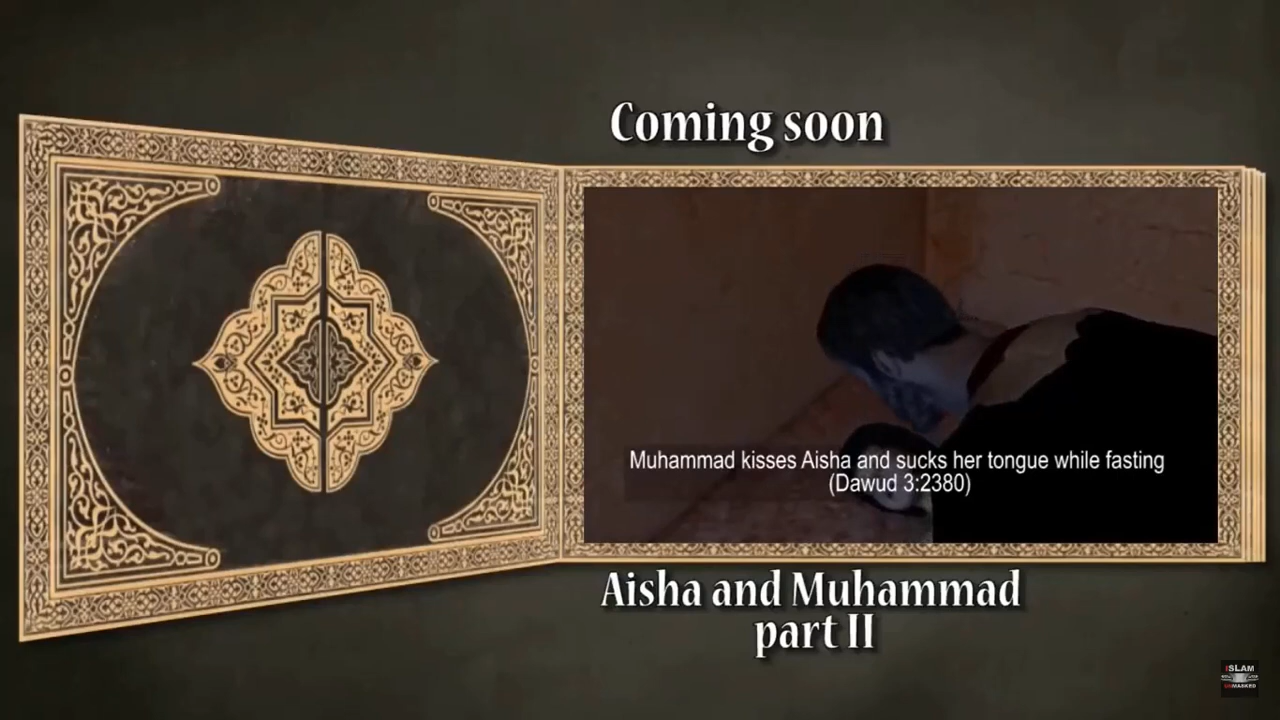 Coming soon
Muhammad kisses Aisha and sucks her tongue while fasting
(Dawud 3:2380)
Aisha and Muhammad
part II
iSLAM
UNMASKED